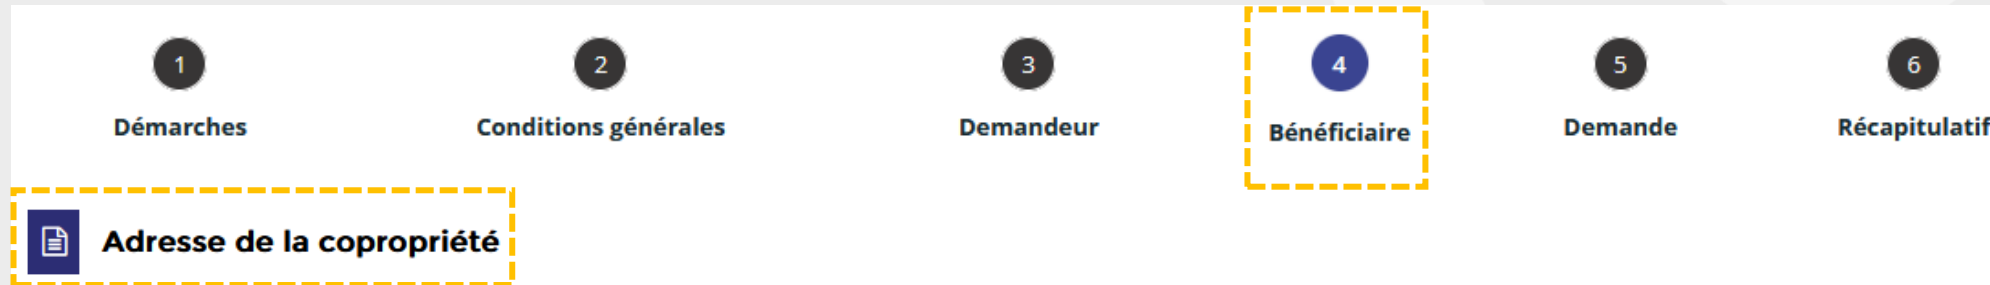 1 2 3 4 5 6
Démarches Conditions générales Demandeur Bénéficiaire Demande Récapitulatif
Adresse de la copropriété